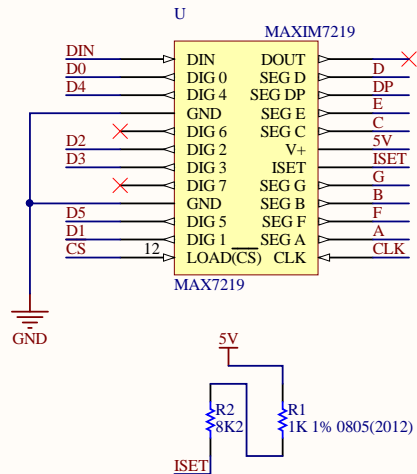 U
MAXIM7219
DIN DIN DOUT
D0 DIG 0 SEG D D
D4 DIG 4 SEG DP DP
GND SEG E E
DIG 6 SEG C C
D2 DIG 2 V+ 5V
D3 DIG 3 ISET ISET
DIG 7 SEG G G
GND SEG B B
D5 DIG 5 SEG F F
D1 DIG 1 SEG A A
CS 12 LOAD(CS) CLK CLK
MAX7219
GND
5V
R2 R1
8K2 1K 1% 0805(2012)
ISET